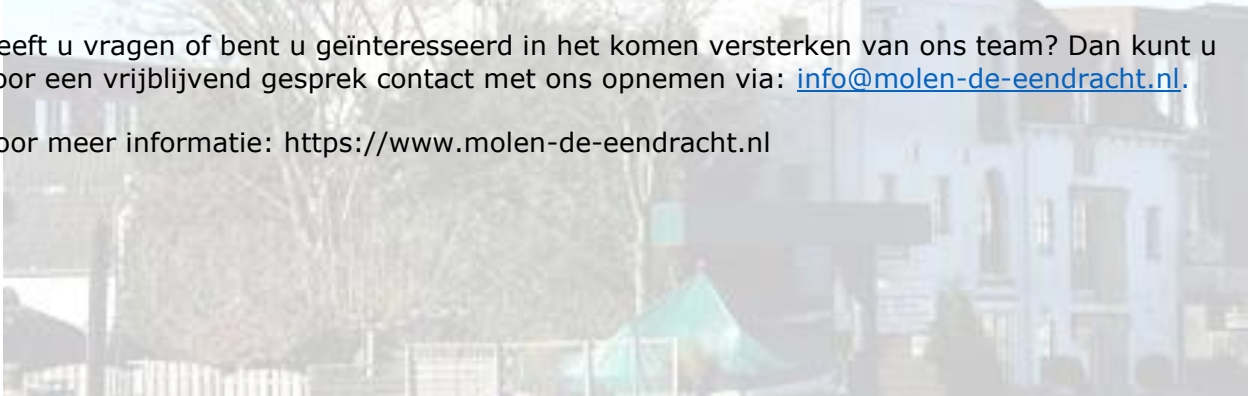 eeft u vragen of bent u geïnteresseerd in het komen versterken van ons team? Dan kunt u
oor een vrijblijvend gesprek contact met ons opnemen via: info@molen-de-eendracht.nl.
oor meer informatie: https://www.molen-de-eendracht.nl